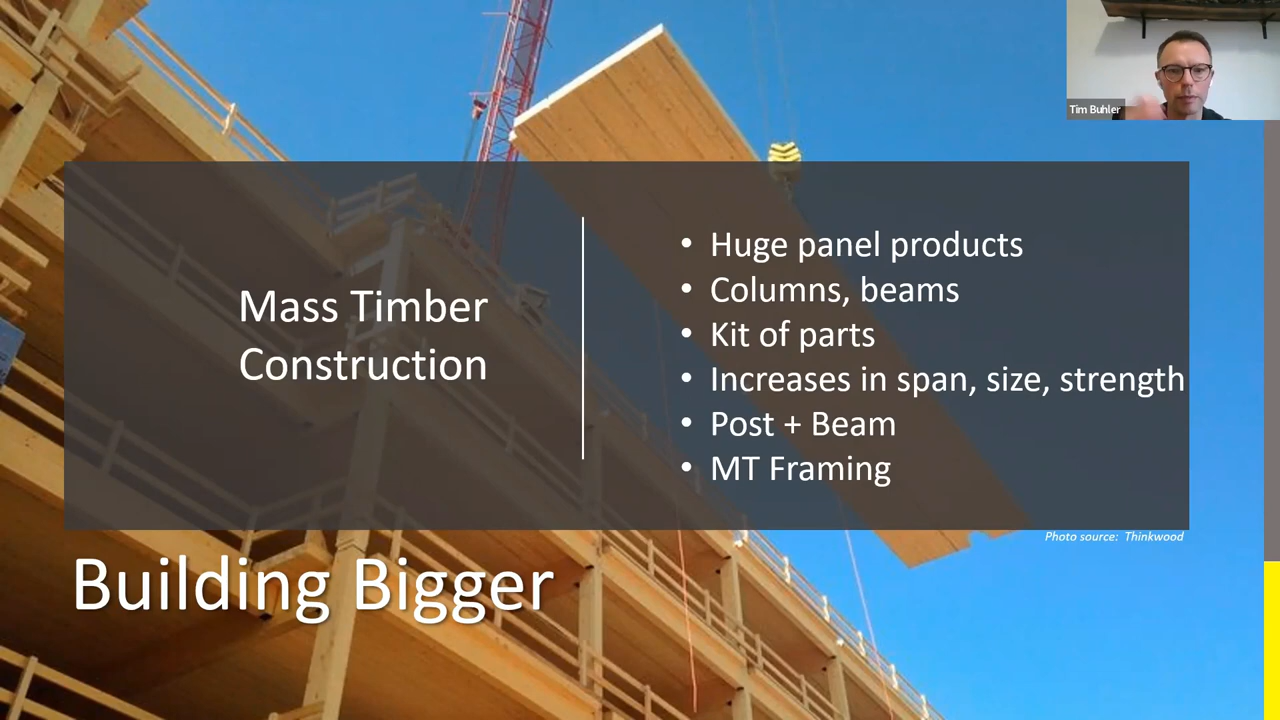 Tim Buhler
Mass Timber
Construction
• Huge panel products
• Columns, beams
• Kit of parts
• Increases in span, size, strength
• Post + Beam
• MT Framing
Photo source: Thinkwood
Building Bigger